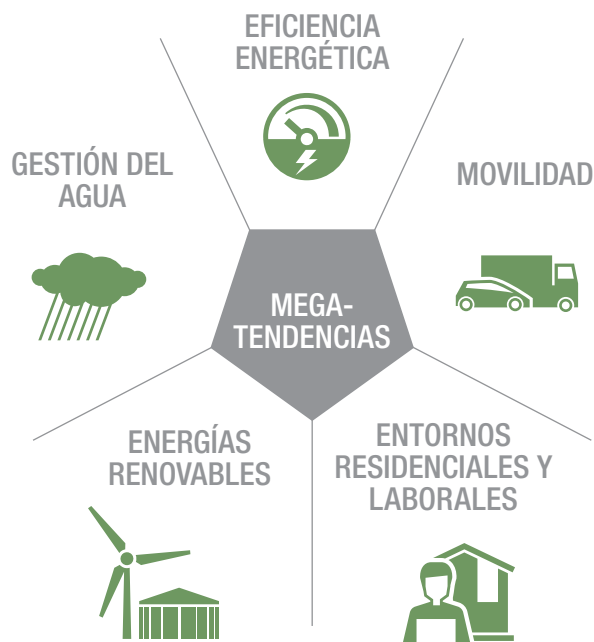 EFICIENCIA
ENERGÉTICA
GESTIÓN DEL
AGUA
MOVILIDAD
MEGA-
TENDENCIAS
ENERGÍAS
RENOVABLES
ENTORNOS
RESIDENCIALES Y
LABORALES